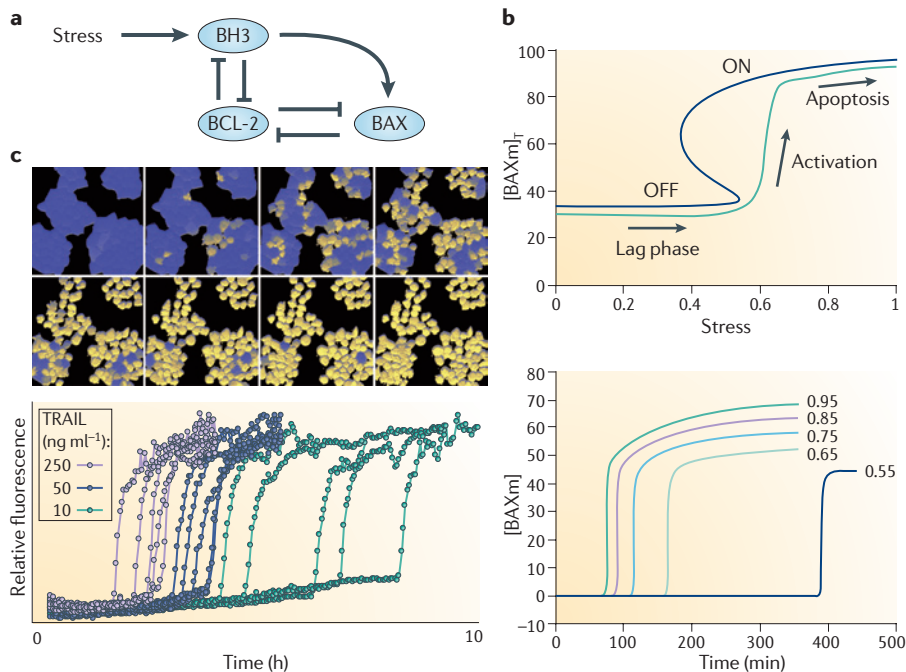 a
Stress
BH3
BCL-2
BAX
b
100
80
60
40
20
0
[BAXm]T
ON
OFF
Apoptosis
Activation
Lag phase
0
0.2
0.4
0.6
0.8
1
Stress
c
TRAIL
(ng ml–1):
250
50
10
Relative fluorescence
0
10
Time (h)
80
70
60
50
40
30
20
10
0
–10
[BAXm]
0.95
0.85
0.75
0.65
0.55
0
100
200
300
400
500
Time (min)